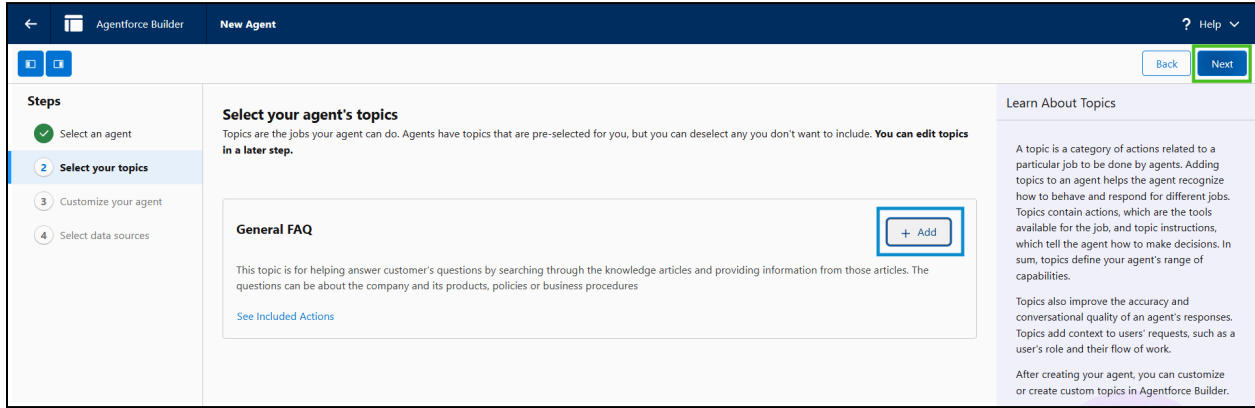 Agentforce Builder
New Agent
? Help
Back
Next
Steps
Select an agent
2 Select your topics
3 Customize your agent
4 Select data sources
Select your agent's topics
Topics are the jobs your agent can do. Agents have topics that are pre-selected for you, but you can deselect any you don't want to include. You can edit topics
in a later step.
General FAQ
+ Add
This topic is for helping answer customer's questions by searching through the knowledge articles and providing information from those articles. The
questions can be about the company and its products, policies or business procedures
See Included Actions
Learn About Topics
A topic is a category of actions related to a
particular job to be done by agents. Adding
topics to an agent helps the agent recognize
how to behave and respond for different jobs.
Topics contain actions, which are the tools
available for the job, and topic instructions,
which tell the agent how to make decisions. In
sum, topics define your agent's range of
capabilities.
Topics also improve the accuracy and
conversational quality of an agent's responses.
Topics add context to users' requests, such as a
user's role and their flow of work.
After creating your agent, you can customize
or create custom topics in Agentforce Builder.